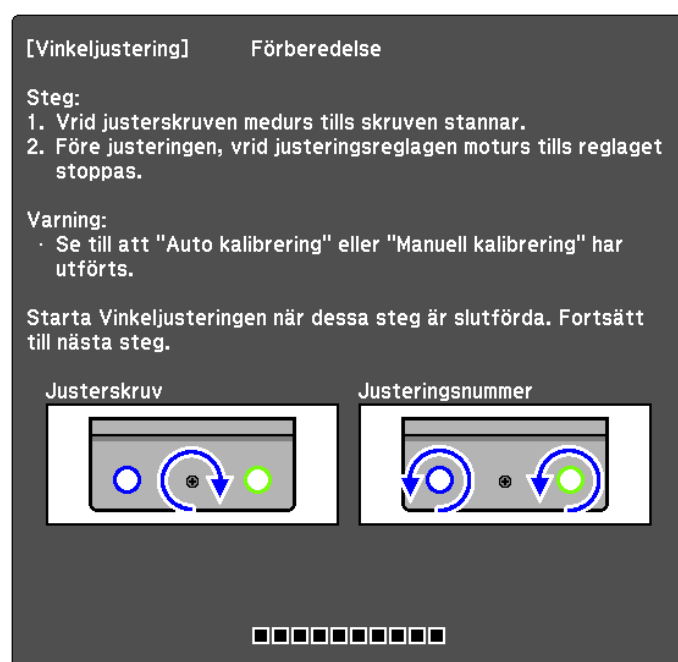 [Vinkeljustering] Förberedelse
Steg:
1. Vrid justerskruven medurs tills skruven stannar.
2. Före justeringen, vrid justeringsreglagen moturs tills reglaget
stoppas.
Varning:
· Se till att "Auto kalibrering" eller "Manuell kalibrering" har
utförts.
Starta Vinkeljusteringen när dessa steg är slutförda. Fortsätt
till nästa steg.
Justerskruv Justeringsnummer